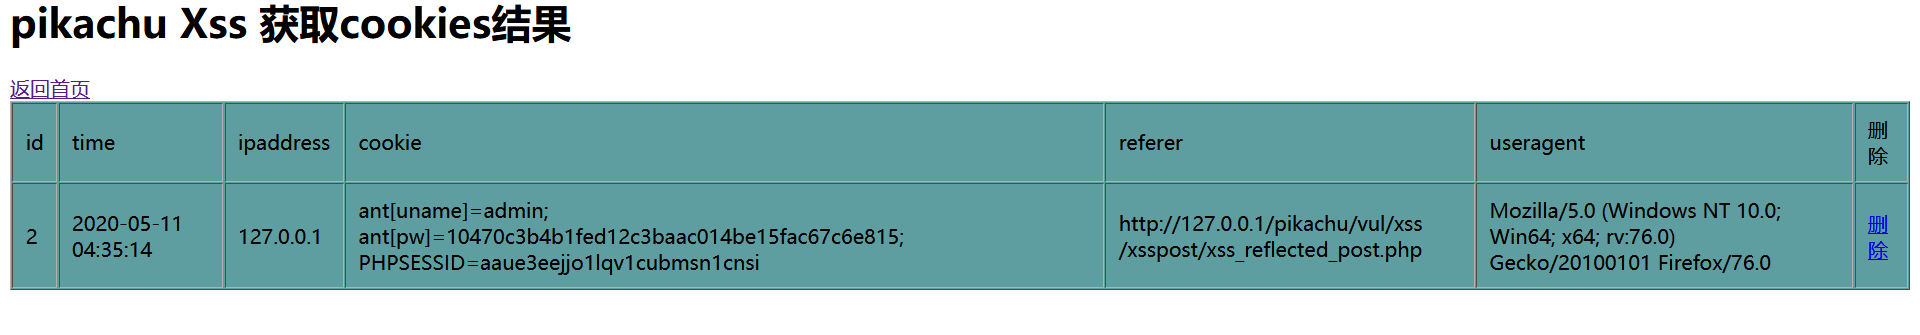 pikachu Xss 获取cookies结果
返回首页
id time ipaddress cookie referer useragent 删
除
2 2020-05-11
04:35:14 127.0.0.1 ant[uname]=admin;
ant[pw]=10470c3b4b1fed12c3baac014be15fac67c6e815;
PHPSESSID=aaue3eejjo1lqv1cubmsn1cnsi http://127.0.0.1/pikachu/vul/xss
/xsspost/xss_reflected_post.php Mozilla/5.0 (Windows NT 10.0;
Win64; x64; rv:76.0)
Gecko/20100101 Firefox/76.0 删
除